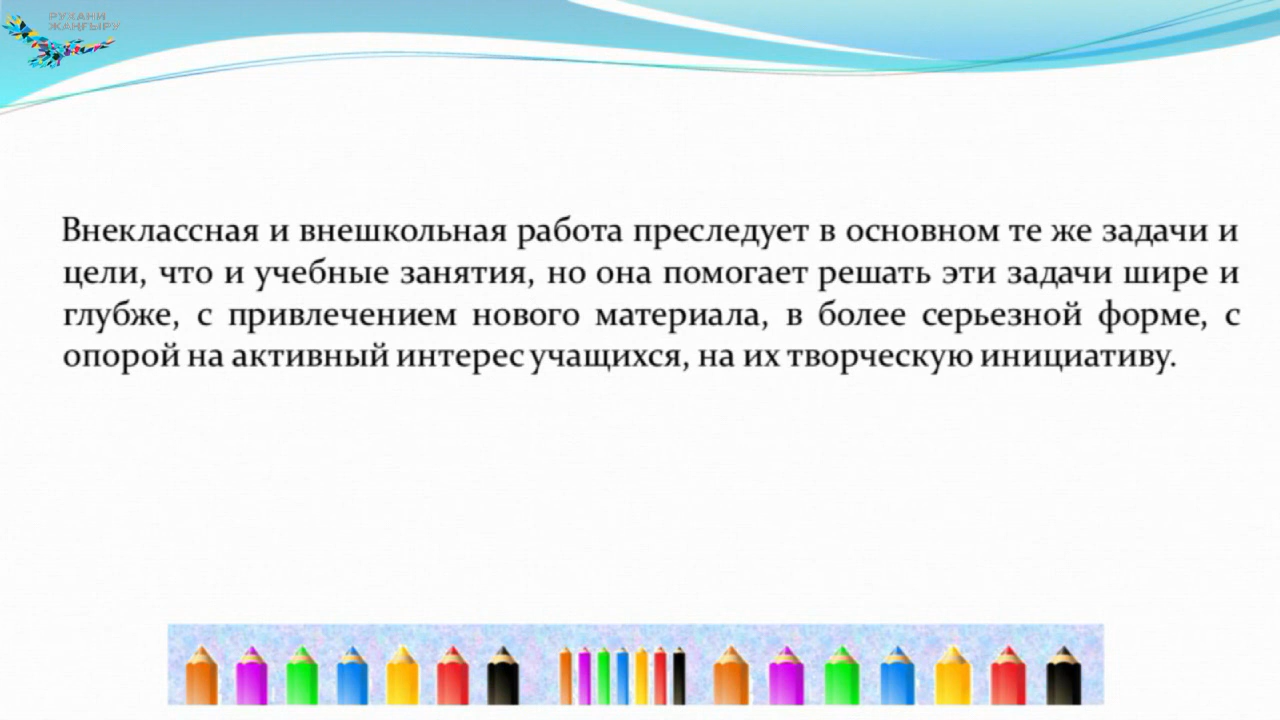 РУХАНИ
ЖАҢҒЫРУ
Внеклассная и внешкольная работа преследует в основном те же задачи и
цели, что и учебные занятия, но она помогает решать эти задачи шире и
глубже, с привлечением нового материала, в более серьезной форме, с
опорой на активный интерес учащихся, на их творческую инициативу.